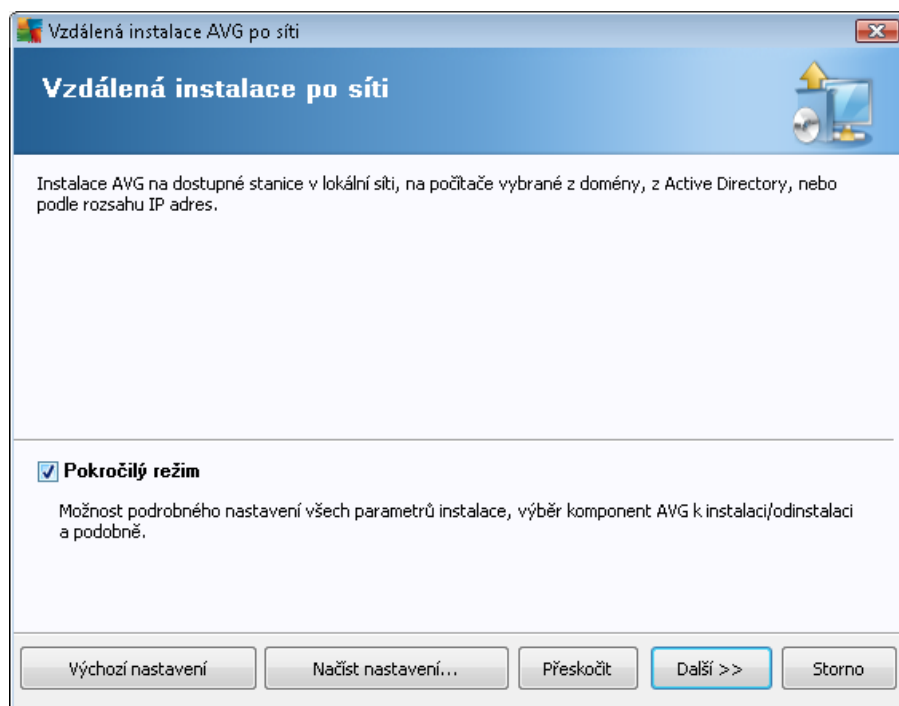 Vzdálená instalace AVG po síti
Vzdálená instalace po síti
Instalace AVG na dostupné stanice v lokální síti, na počítače vybrané z domény, z Active Directory, nebo
podle rozsahu IP adres.
Pokročilý režim
Možnost podrobného nastavení všech parametrů instalace, výběr komponent AVG k instalaci/odinstalaci
a podobně.
Výchozí nastavení
Načíst nastavení...
Přeskočit
Další >>
Storno